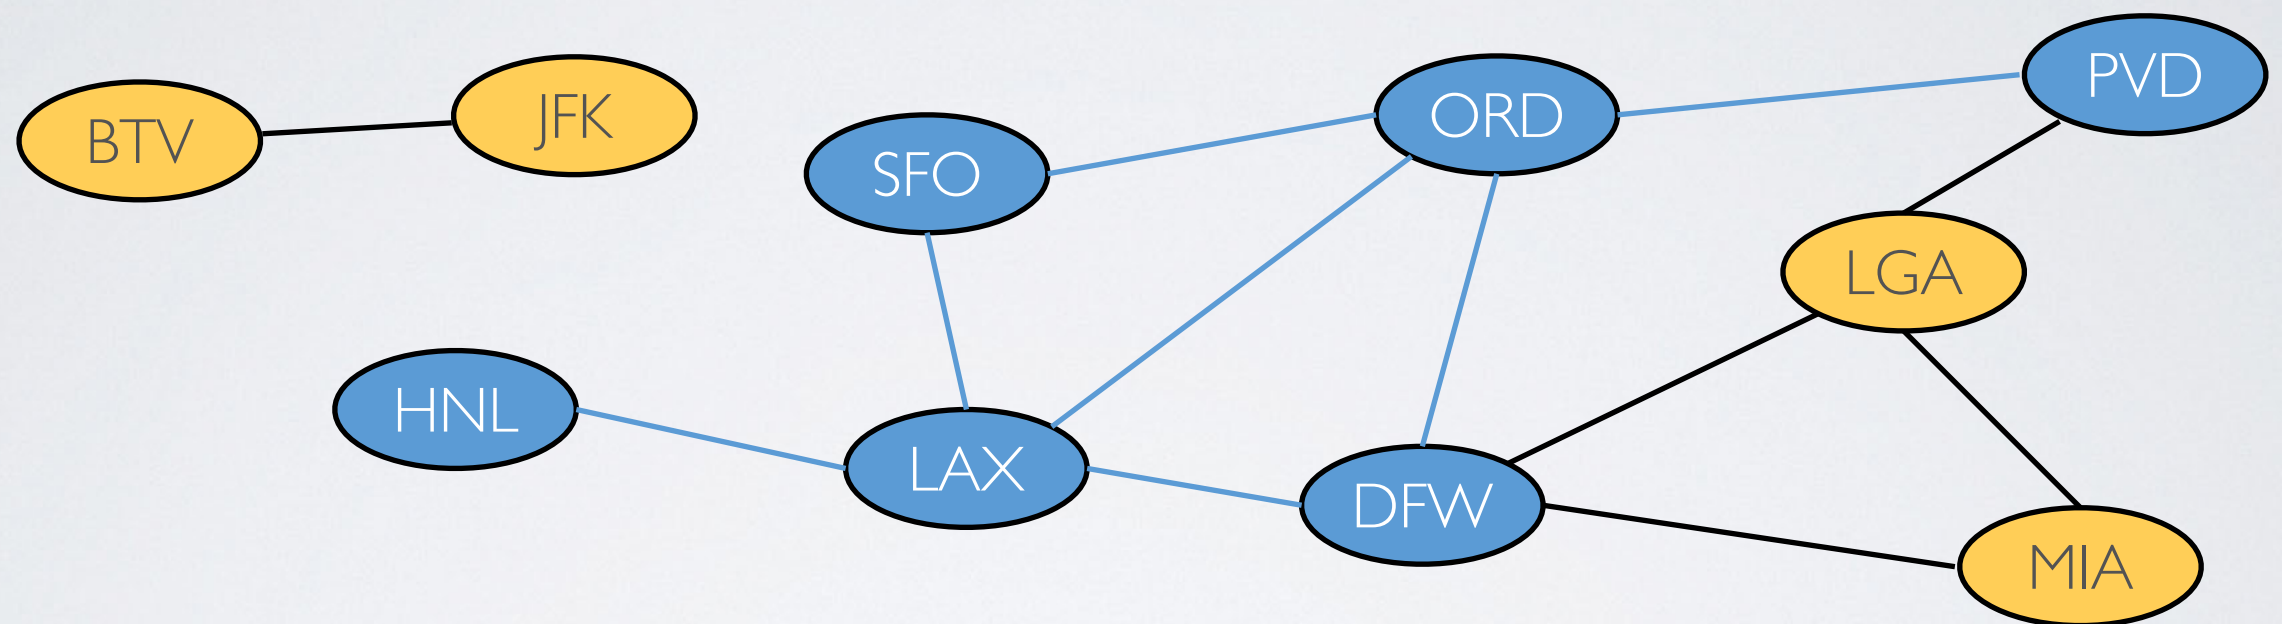 BTV
JFK
SFO
ORD
PVD
LGA
HNL
LAX
DFW
MIA